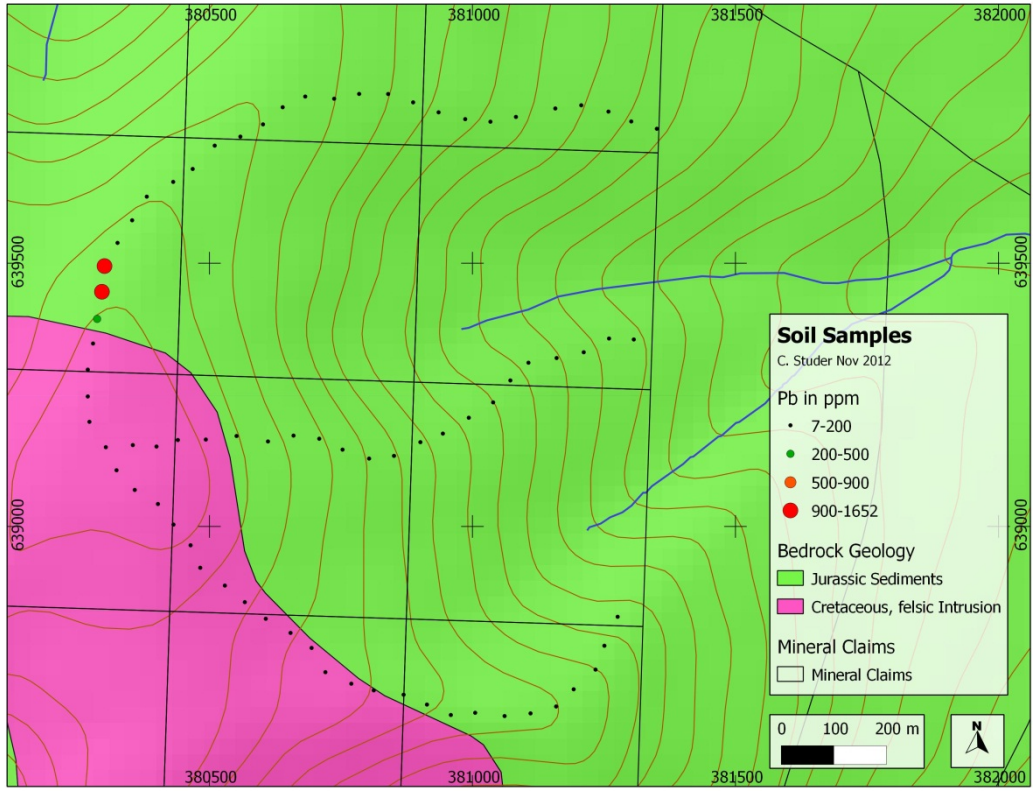 380500
381000
381500
382000
639500
639500
639000
639000
Soil Samples
C. Studer Nov 2012
Pb in ppm
7-200
200-500
500-900
900-1652
Bedrock Geology
Jurassic Sediments
Cretaceous, felsic Intrusion
Mineral Claims
Mineral Claims
0 100 200 m
N
380500
381000
381500
382000